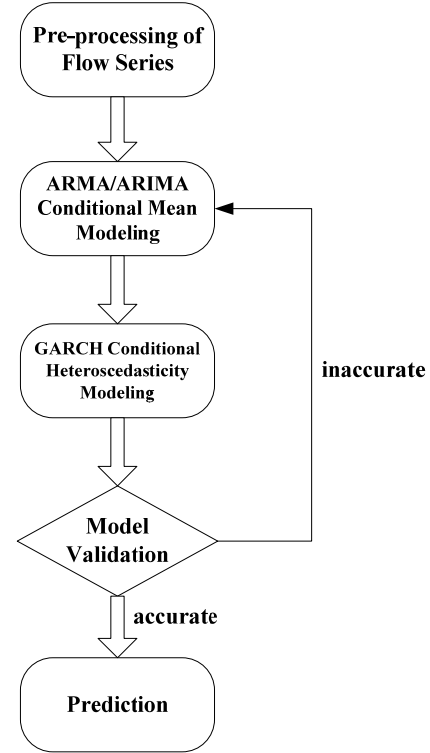 Pre-processing of
Flow Series
ARMA/ARIMA
Conditional Mean
Modeling
GARCH Conditional
Heteroscedasticity
Modeling
inaccurate
Model
Validation
accurate
Prediction